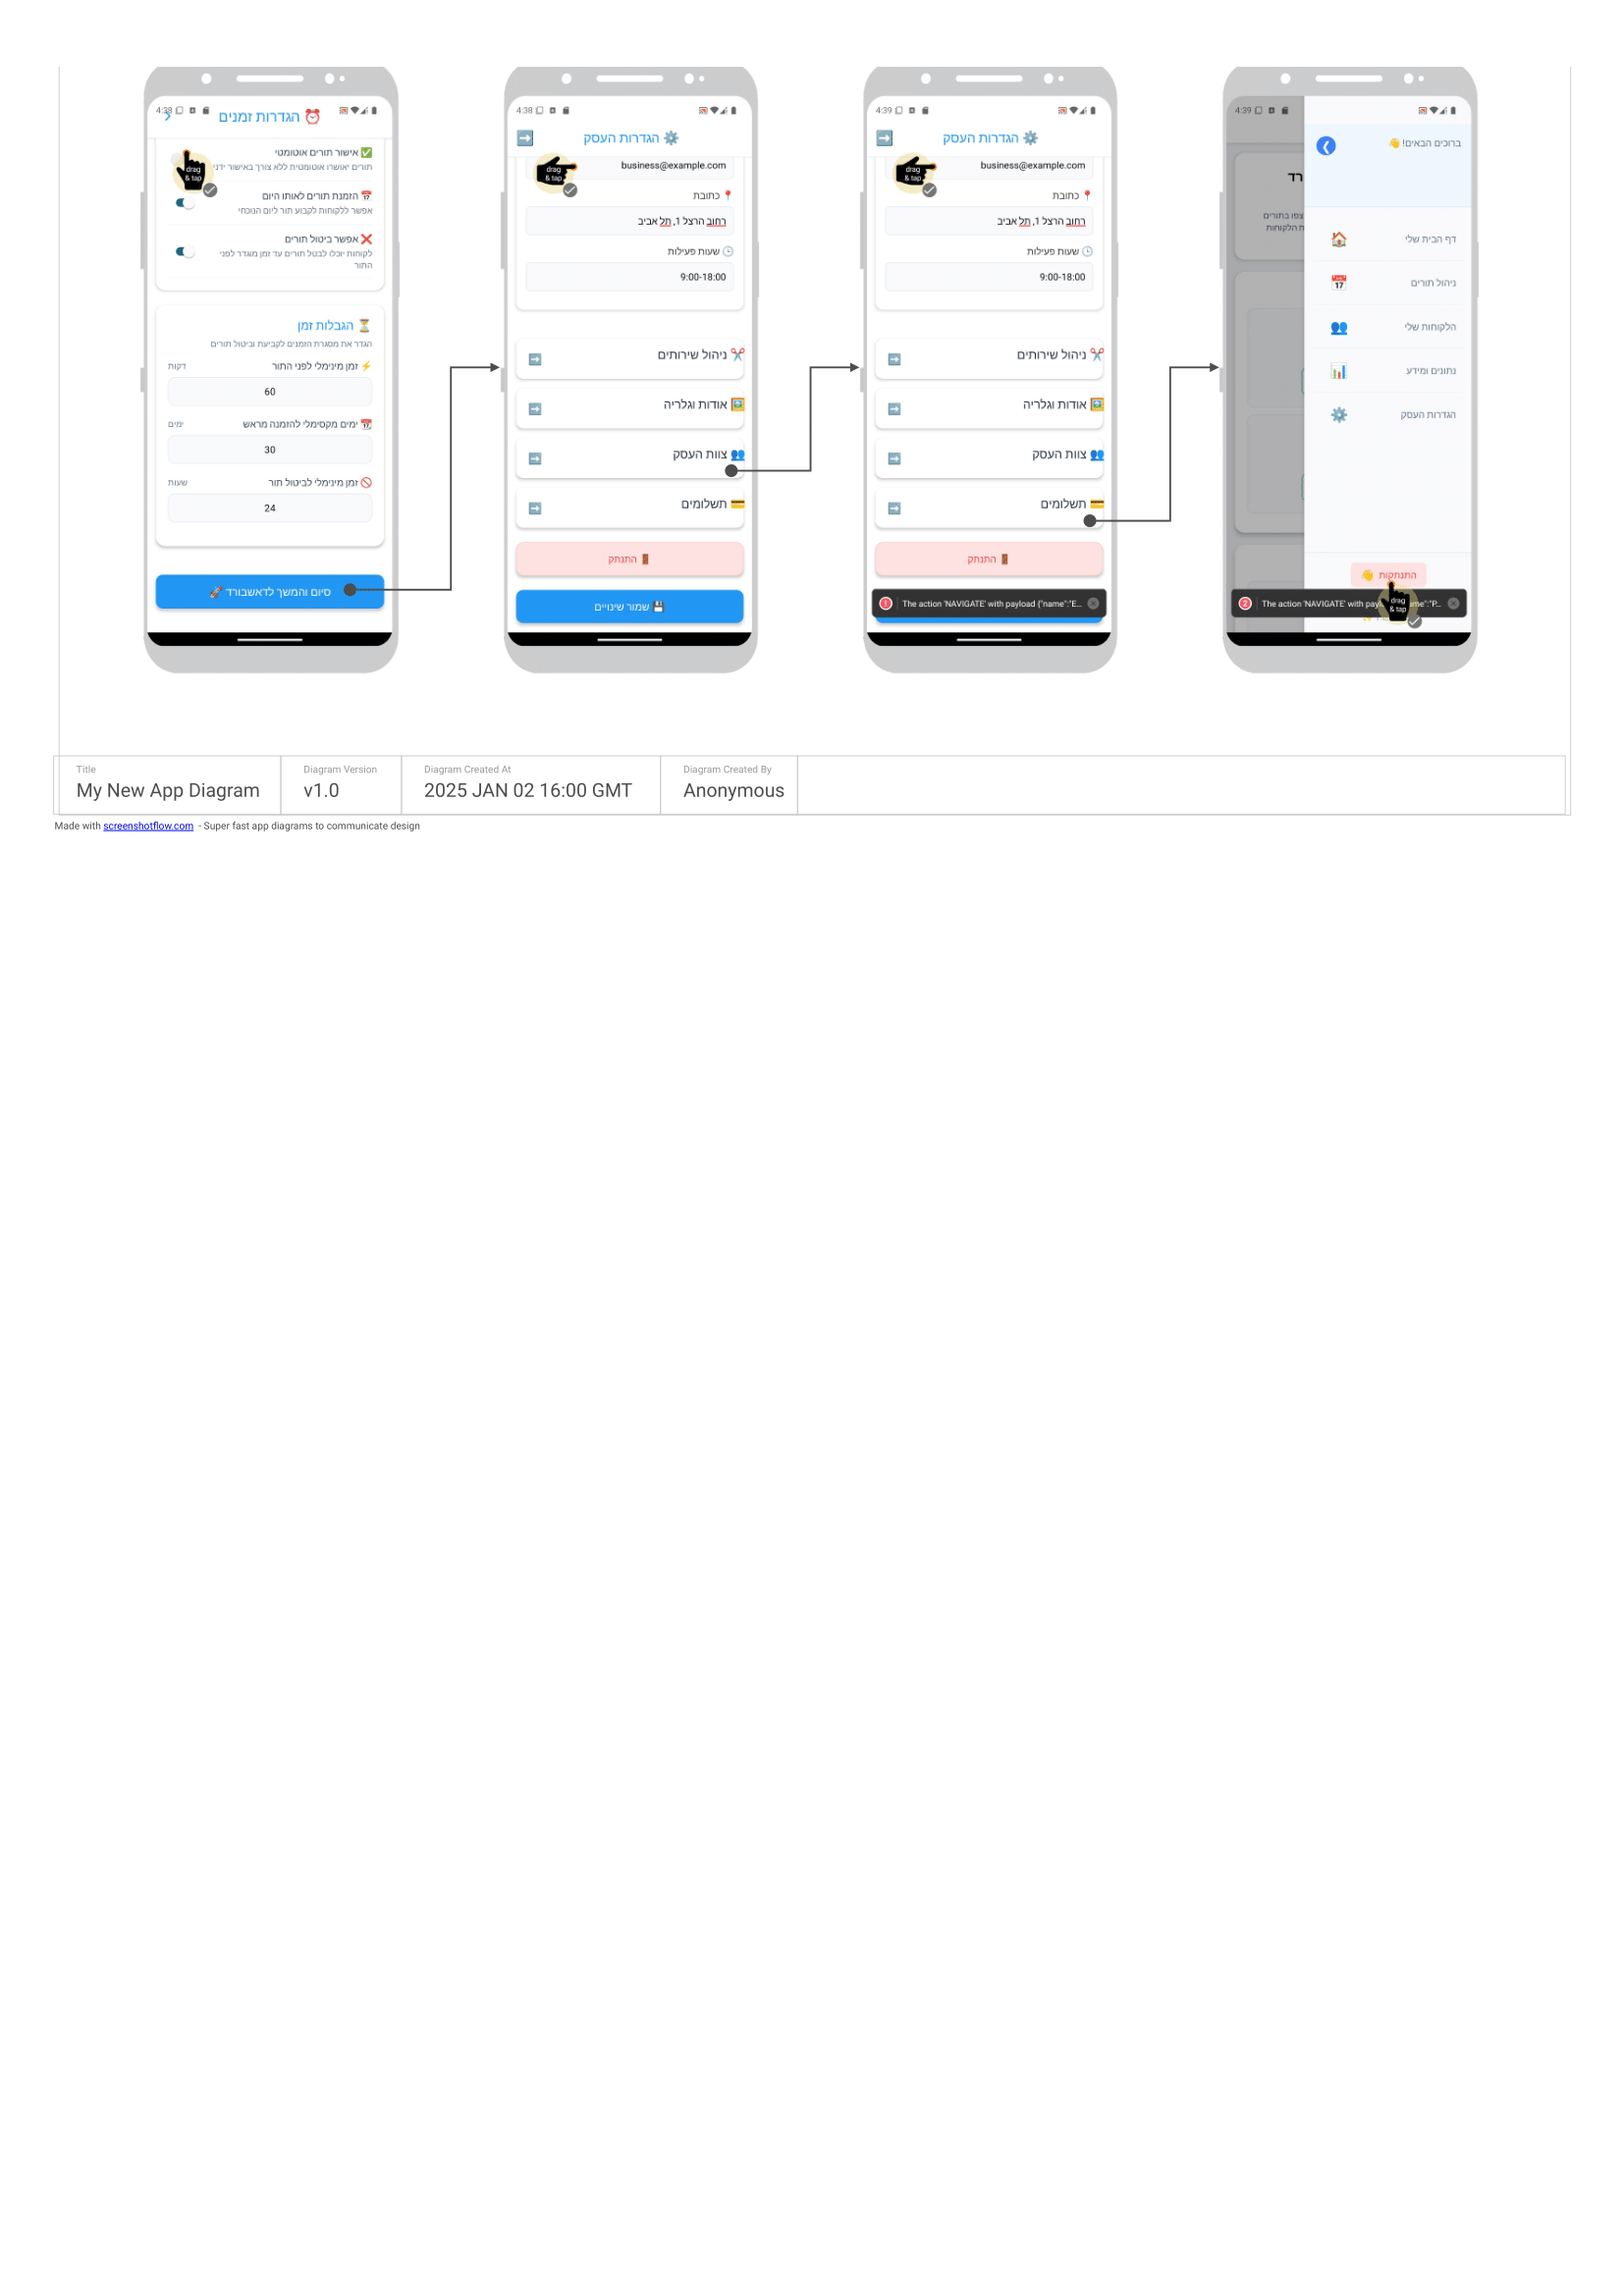 4:38
⏰ הגדרות זמנים
✅ אישור תורים אוטומטי
תורים יאושרו אוטומטית ללא צורך באישור ידני
drag
& tap
📅 הזמנת תורים לאותו היום
אפשר ללקוחות לקבוע תור ליום הנוכחי
❌ אפשר ביטול תורים
לקוחות יוכלו לבטל תורים עד זמן מוגדר לפני
התור
⏳ הגבלות זמן
הגדר את מסגרת הזמנים לקביעת וביטול תורים
⚡ זמן מינימלי לפני התור
דקות
60
📆 ימים מקסימלי להזמנה מראש
ימים
30
🚫 זמן מינימלי לביטול תור
שעות
24
סיום והמשך לדאשבורד 🚀
4:38
⚙️ הגדרות העסק
drag
& tap
business@example.com
📍 כתובת
רחוב הרצל 1, תל אביב
🕒 שעות פעילות
9:00-18:00
✂️ ניהול שירותים
🖼️ אודות וגלריה
👥 צוות העסק
💳 תשלומים
🚪 התנתק
💾 שמור שינויים
4:39
⚙️ הגדרות העסק
drag
& tap
business@example.com
📍 כתובת
רחוב הרצל 1, תל אביב
🕒 שעות פעילות
9:00-18:00
✂️ ניהול שירותים
🖼️ אודות וגלריה
👥 צוות העסק
💳 תשלומים
🚪 התנתק
! The action 'NAVIGATE' with payload {"name":"E...
4:39
ברוכים הבאים! 👋
רד
צפו בתורים
ת הלקוחות
דף הבית שלי
ניהול תורים
הלקוחות שלי
נתונים ומידע
הגדרות העסק
התנתקות 👋
drag
& tap
2 The action 'NAVIGATE' with payl me":"P...
Title
My New App Diagram
Diagram Version
v1.0
Diagram Created At
2025 JAN 02 16:00 GMT
Diagram Created By
Anonymous
Made with screenshotflow.com - Super fast app diagrams to communicate design